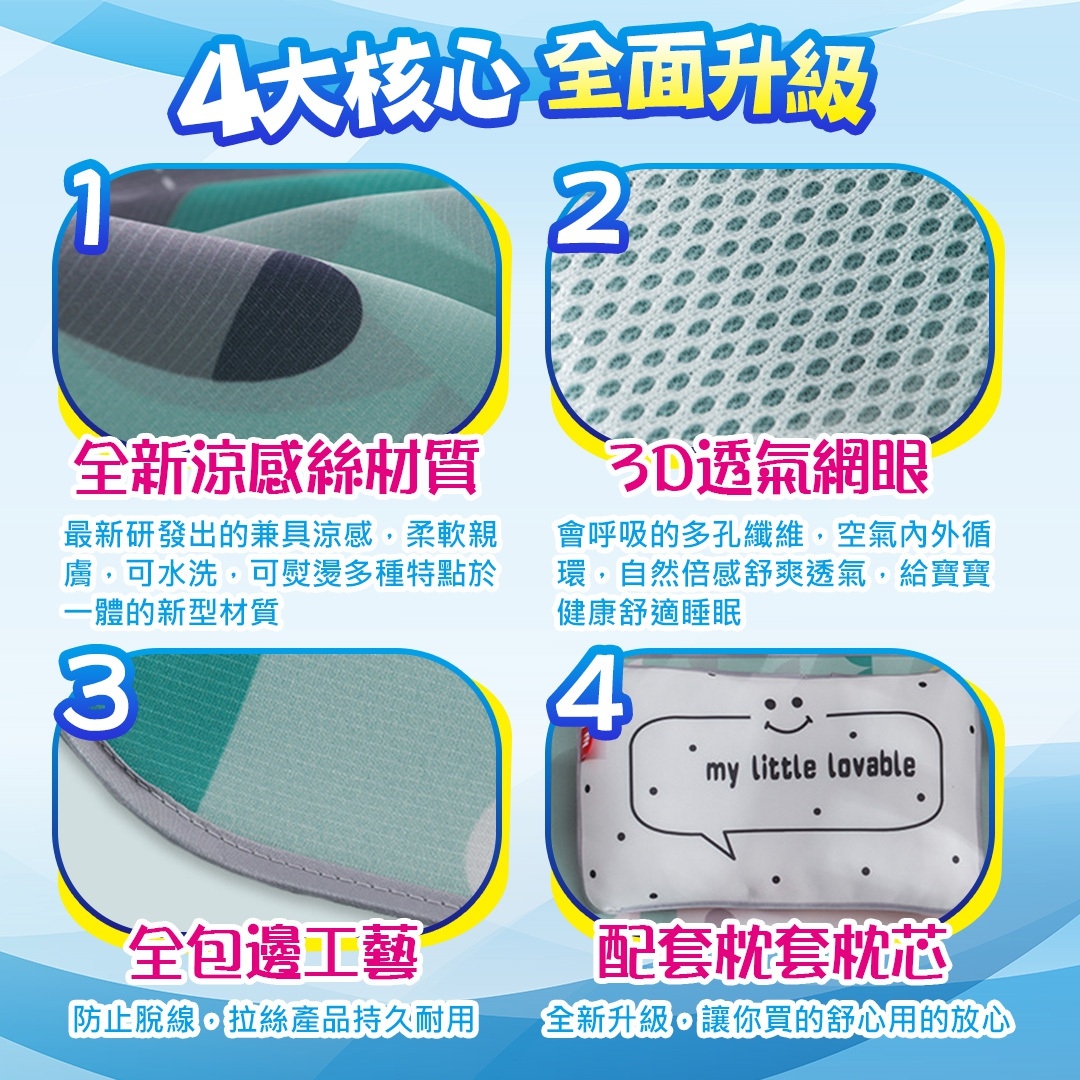 4大核心 全面升級
1
全新涼感絲材質
最新研發出的兼具涼感，柔軟親
膚，可水洗，可熨燙多種特點於
一體的新型材質
2
3D透氣網眼
會呼吸的多孔纖維，空氣內外循
環，自然倍感舒爽透氣，給寶寶
健康舒適睡眠
3
全包邊工藝
防止脫線。拉絲產品持久耐用
4
my little lovable
配套枕套枕芯
全新升級。讓你買的舒心用的放心